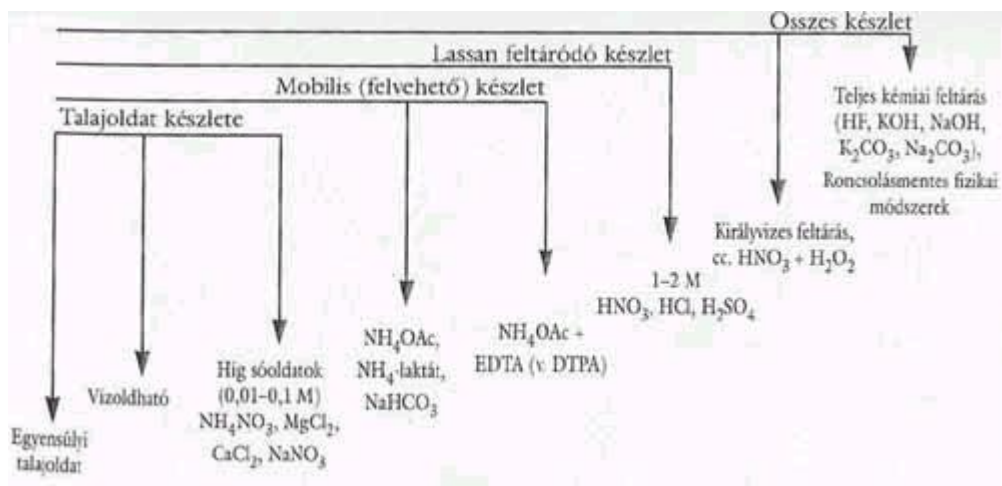 Összes készlet
Lassan feltáródó készlet
Mobilis (felvehető) készlet
Talajoldat készlete
Teljes kémiai feltárás
(HF, KOH, NaOH,
K₂CO₃, Na₂CO₃),
Roncsolásmentes fizikai
módszerek
Királyvizes feltárás,
cc. HNO₃ + H₂O₂
1–2 M
HNO₃, HCl, H₂SO₄
NH₄OAc +
EDTA (v. DTPA)
NH₄OAc,
NH₄-laktát,
NaHCO₃
Híg sóoldatok
(0,01–0,1 M)
NH₄NO₃, MgCl₂,
CaCl₂, NaNO₃
Vízoldható
Egyensúlyi
talajoldat